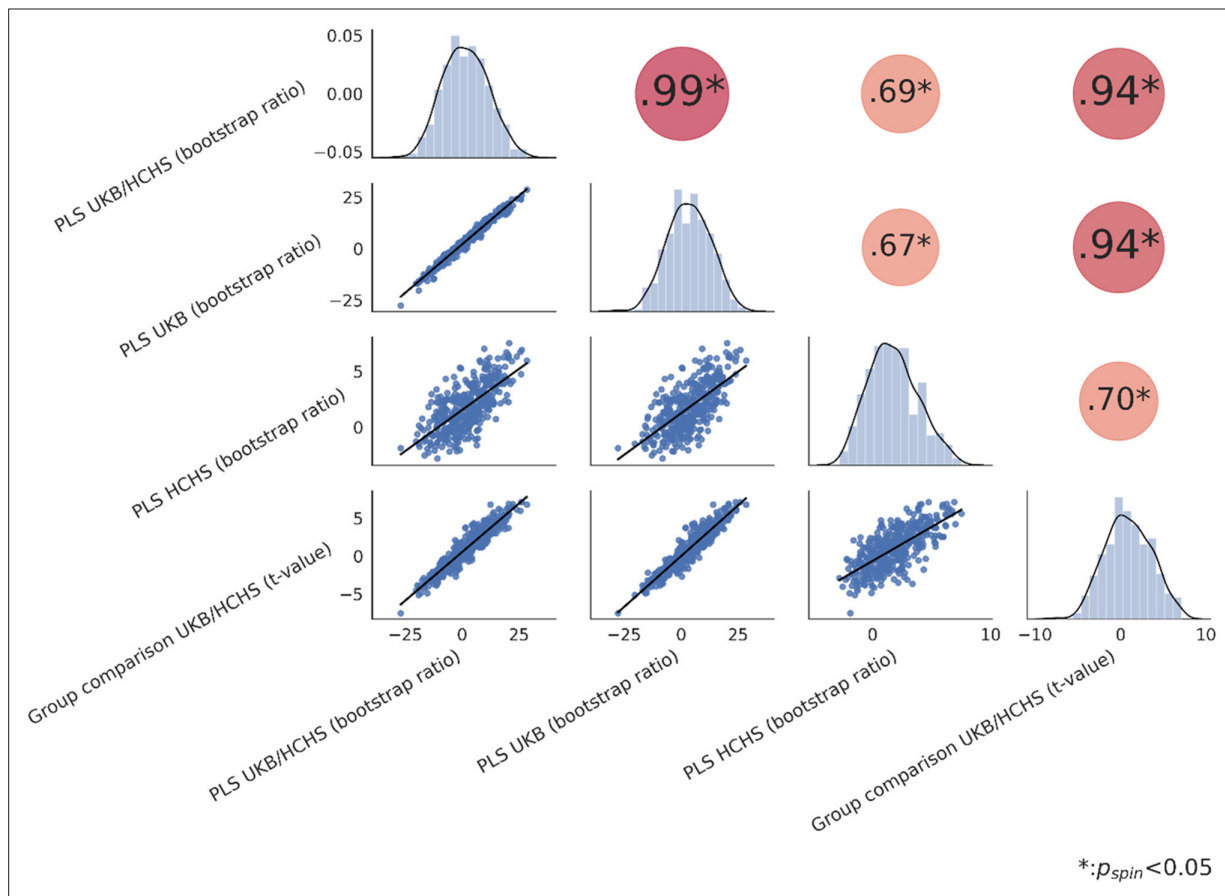 0.05
0.00
−0.05
.99*
.69*
.94*
PLS UKB/HCHS (bootstrap ratio)
25
0
−25
.67*
.94*
PLS UKB (bootstrap ratio)
5
0
.70*
PLS HCHS (bootstrap ratio)
5
0
−5
Group comparison UKB/HCHS (t-value)
−25 0 25
−25 0 25
0 10
−10 0 10
PLS UKB/HCHS (bootstrap ratio)
PLS UKB (bootstrap ratio)
PLS HCHS (bootstrap ratio)
Group comparison UKB/HCHS (t-value)
*:pspin<0.05